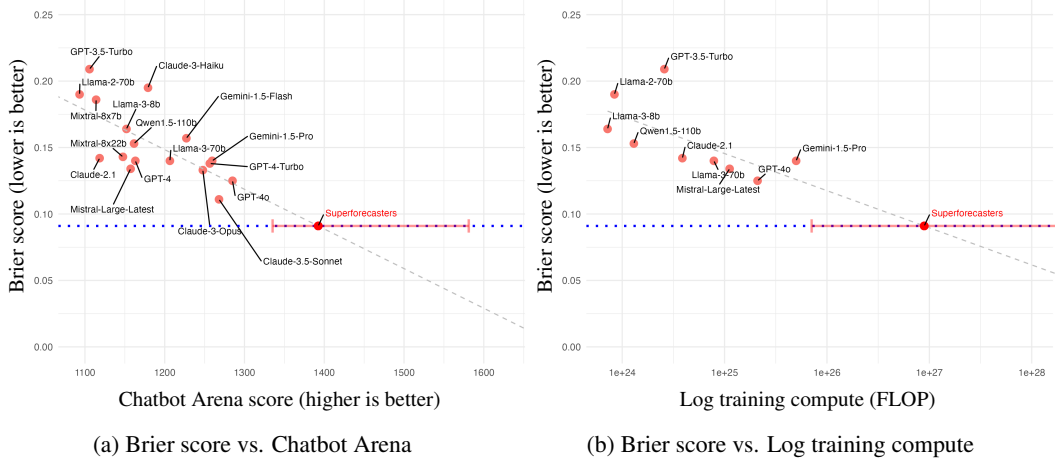 Brier score (lower is better)
0.25
0.20
0.15
0.10
0.05
0.00
GPT-3.5-Turbo
Claude-3-Haiku
Llama-2-70b
Mixtral-8x7b
Llama-3-8b
Gemini-1.5-Flash
Qwen1.5-110b
Gemini-1.5-Pro
Mixtral-8x22b
Llama-3-70b
GPT-4-Turbo
Claude-2.1
GPT-4
GPT-4o
Mistral-Large-Latest
Superforecasters
Claude-3-Opus
Claude-3.5-Sonnet
1100 1200 1300 1400 1500 1600
Chatbot Arena score (higher is better)
(a) Brier score vs. Chatbot Arena
Brier score (lower is better)
0.25
0.20
0.15
0.10
0.05
0.00
GPT-3.5-Turbo
Llama-2-70b
Llama-3-8b
Qwen1.5-110b
Claude-2.1
Gemini-1.5-Pro
Llama-3-70b
GPT-4o
Mistral-Large-Latest
Superforecasters
1e+24 1e+25 1e+26 1e+27 1e+28
Log training compute (FLOP)
(b) Brier score vs. Log training compute